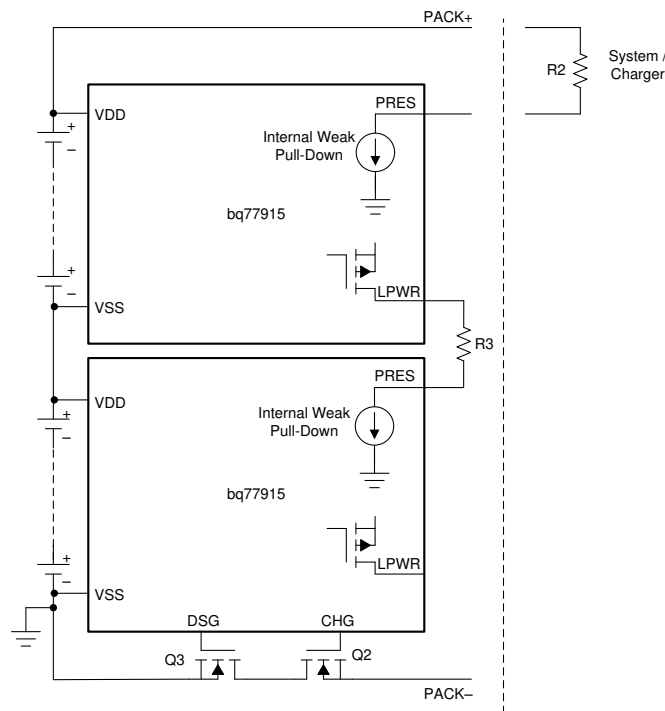 PACK+
R2
System /
Charger
VDD
PRES
+
–
Internal Weak
Pull-Down
bq77915
+
–
LPWR
VSS
R3
PRES
VDD
+
–
Internal Weak
Pull-Down
bq77915
+
–
LPWR
VSS
DSG
CHG
Q3
Q2
PACK–